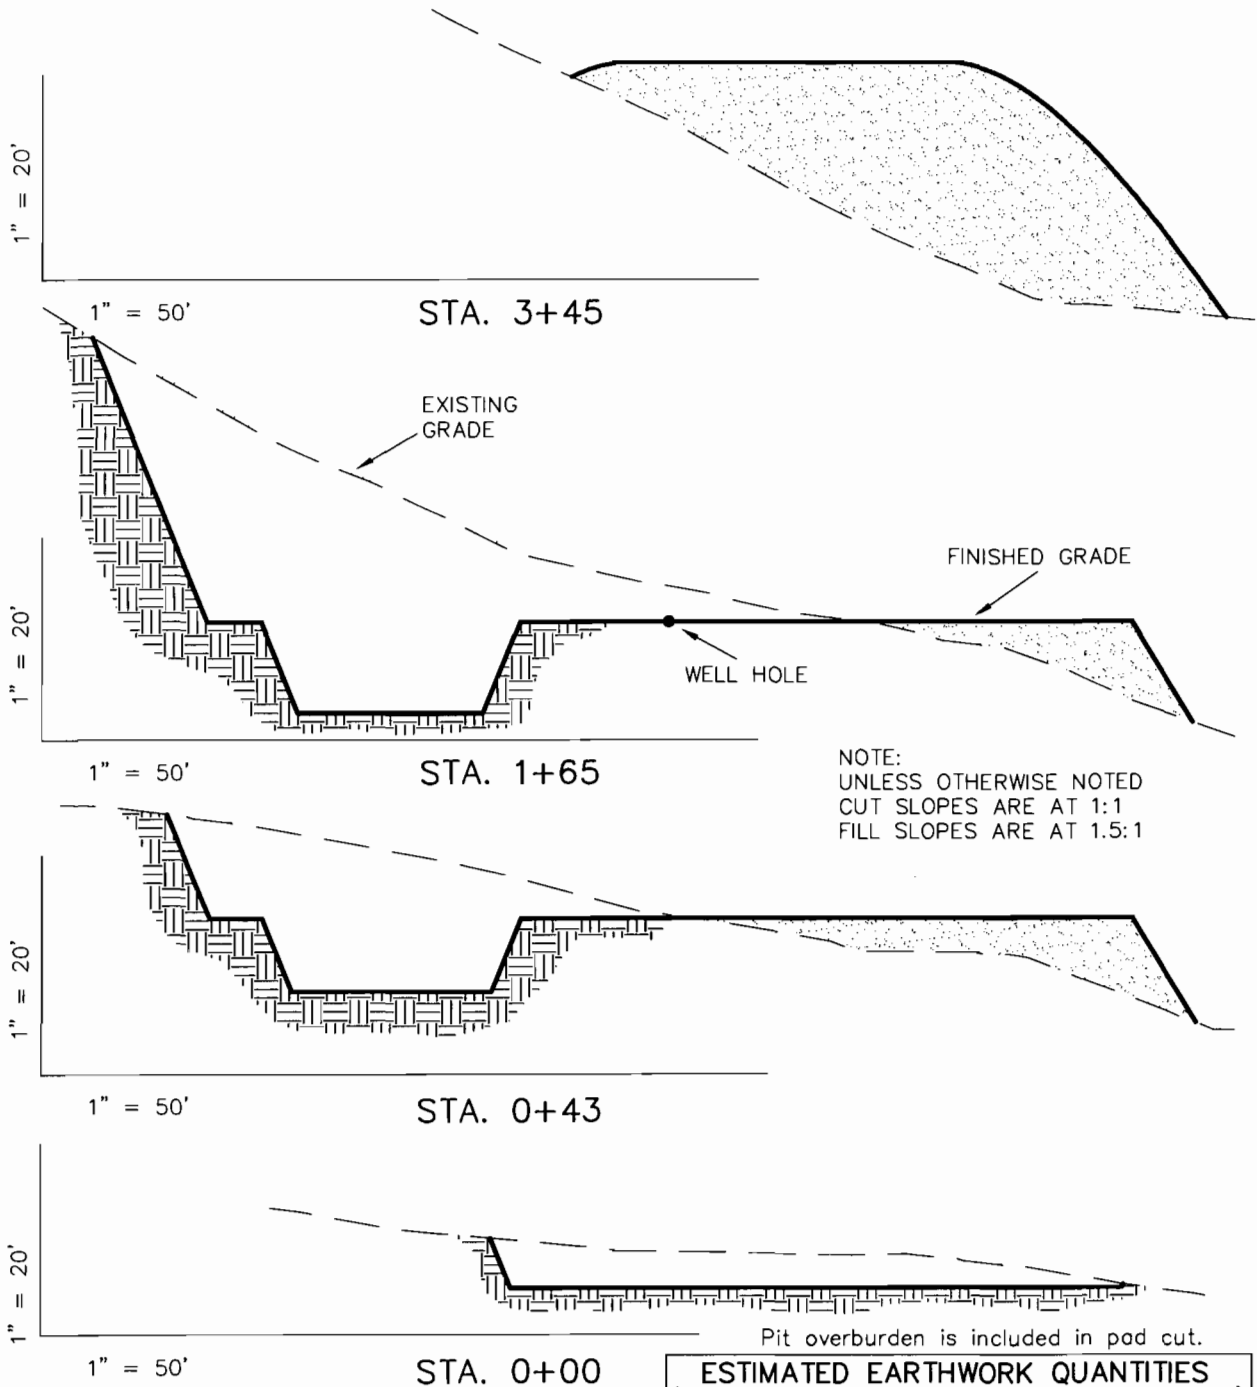 1" = 20'
1" = 50'
STA. 3+45
EXISTING
GRADE
FINISHED GRADE
1" = 20'
WELL HOLE
1" = 50'
STA. 1+65
NOTE:
UNLESS OTHERWISE NOTED
CUT SLOPES ARE AT 1:1
FILL SLOPES ARE AT 1.5:1
1" = 20'
1" = 50'
STA. 0+43
1" = 20'
Pit overburden is included in pad cut.
1" = 50'
STA. 0+00
ESTIMATED EARTHWORK QUANTITIES